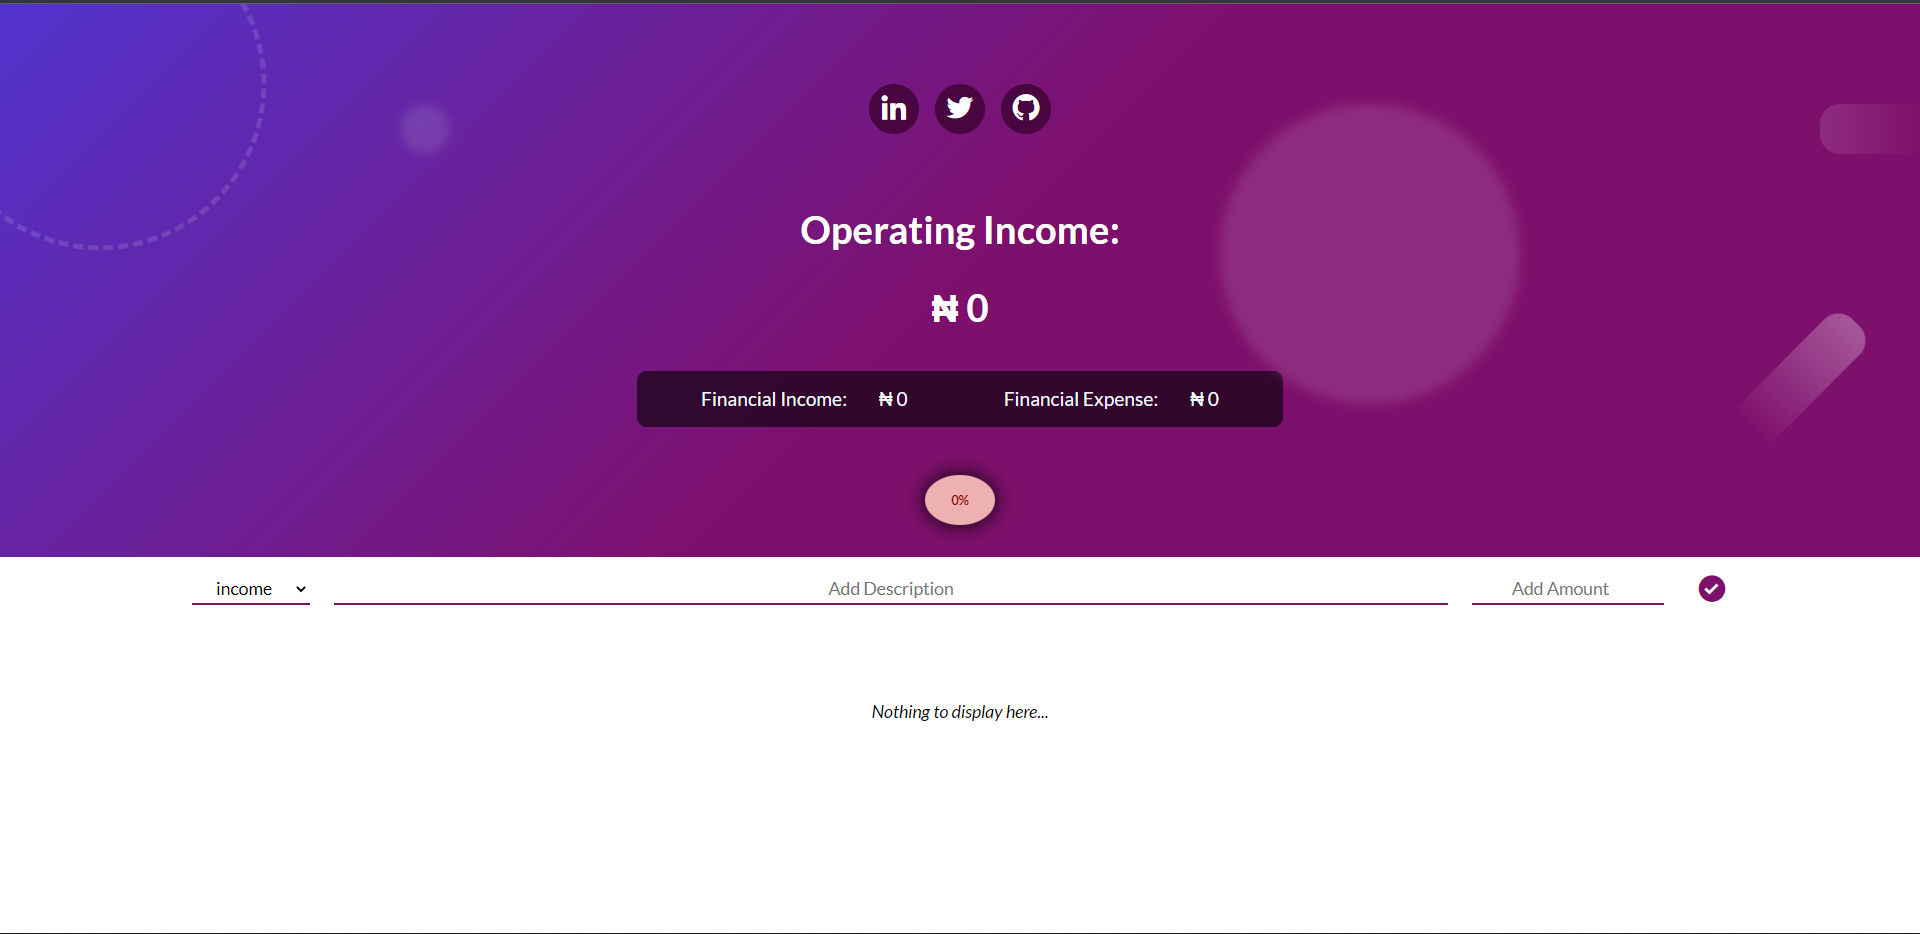 in
Operating Income:
₦ 0
Financial Income: ₦ 0 Financial Expense: ₦ 0
0%
income Add Description Add Amount
Nothing to display here...